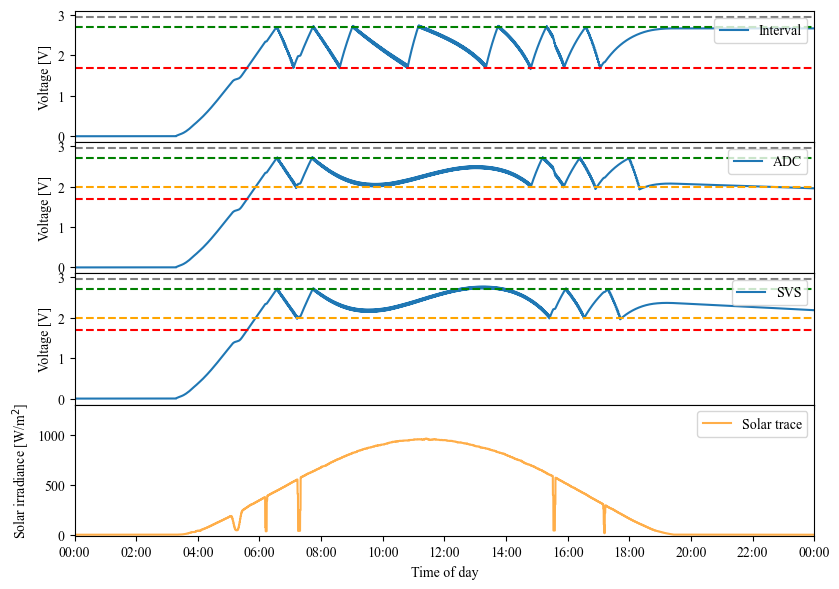 3
2
1
0
Voltage [V]
Interval
3
2
1
0
Voltage [V]
ADC
3
2
1
0
Voltage [V]
SVS
1000
500
0
Solar irradiance [W/m²]
Solar trace
00:00 02:00 04:00 06:00 08:00 10:00 12:00 14:00 16:00 18:00 20:00 22:00 00:00
Time of day